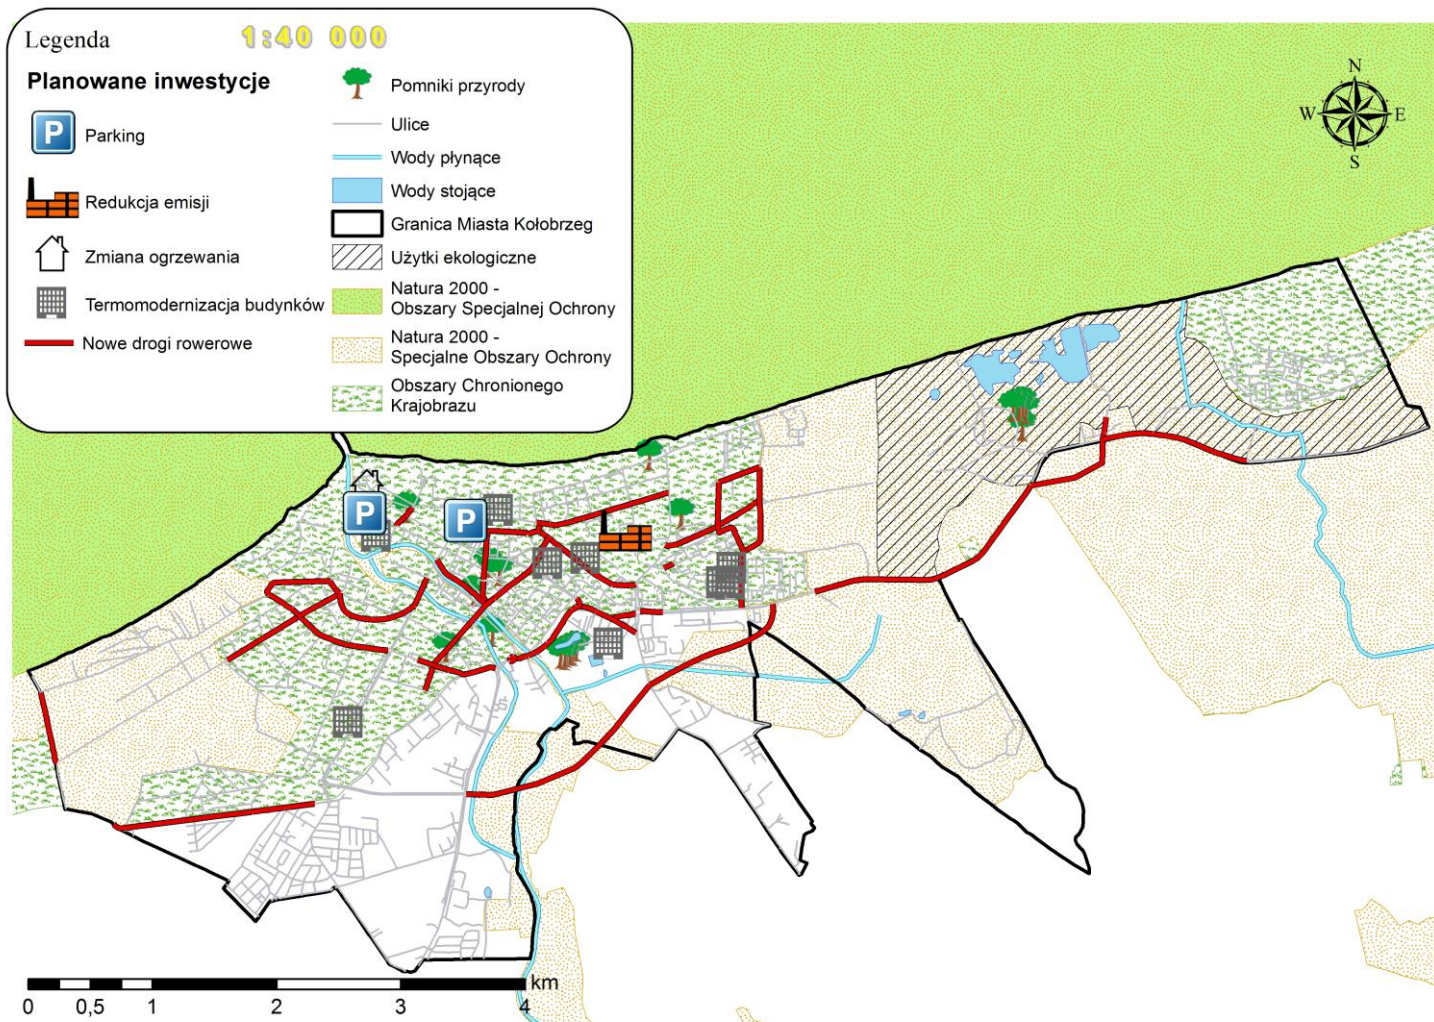 Legenda
1:40 000
Planowane inwestycje
P
Parking
Redukcja emisji
Zmiana ogrzewania
Termomodernizacja budynków
Nowe drogi rowerowe
Pomniki przyrody
Ulice
Wody płynące
Wody stojące
Granica Miasta Kołobrzeg
Użytki ekologiczne
Natura 2000 -
Obszary Specjalnej Ochrony
Natura 2000 -
Specjalne Obszary Ochrony
Obszary Chronionego
Krajobrazu
N
W
E
S
P
P
km
0
0,5
1
2
3
4